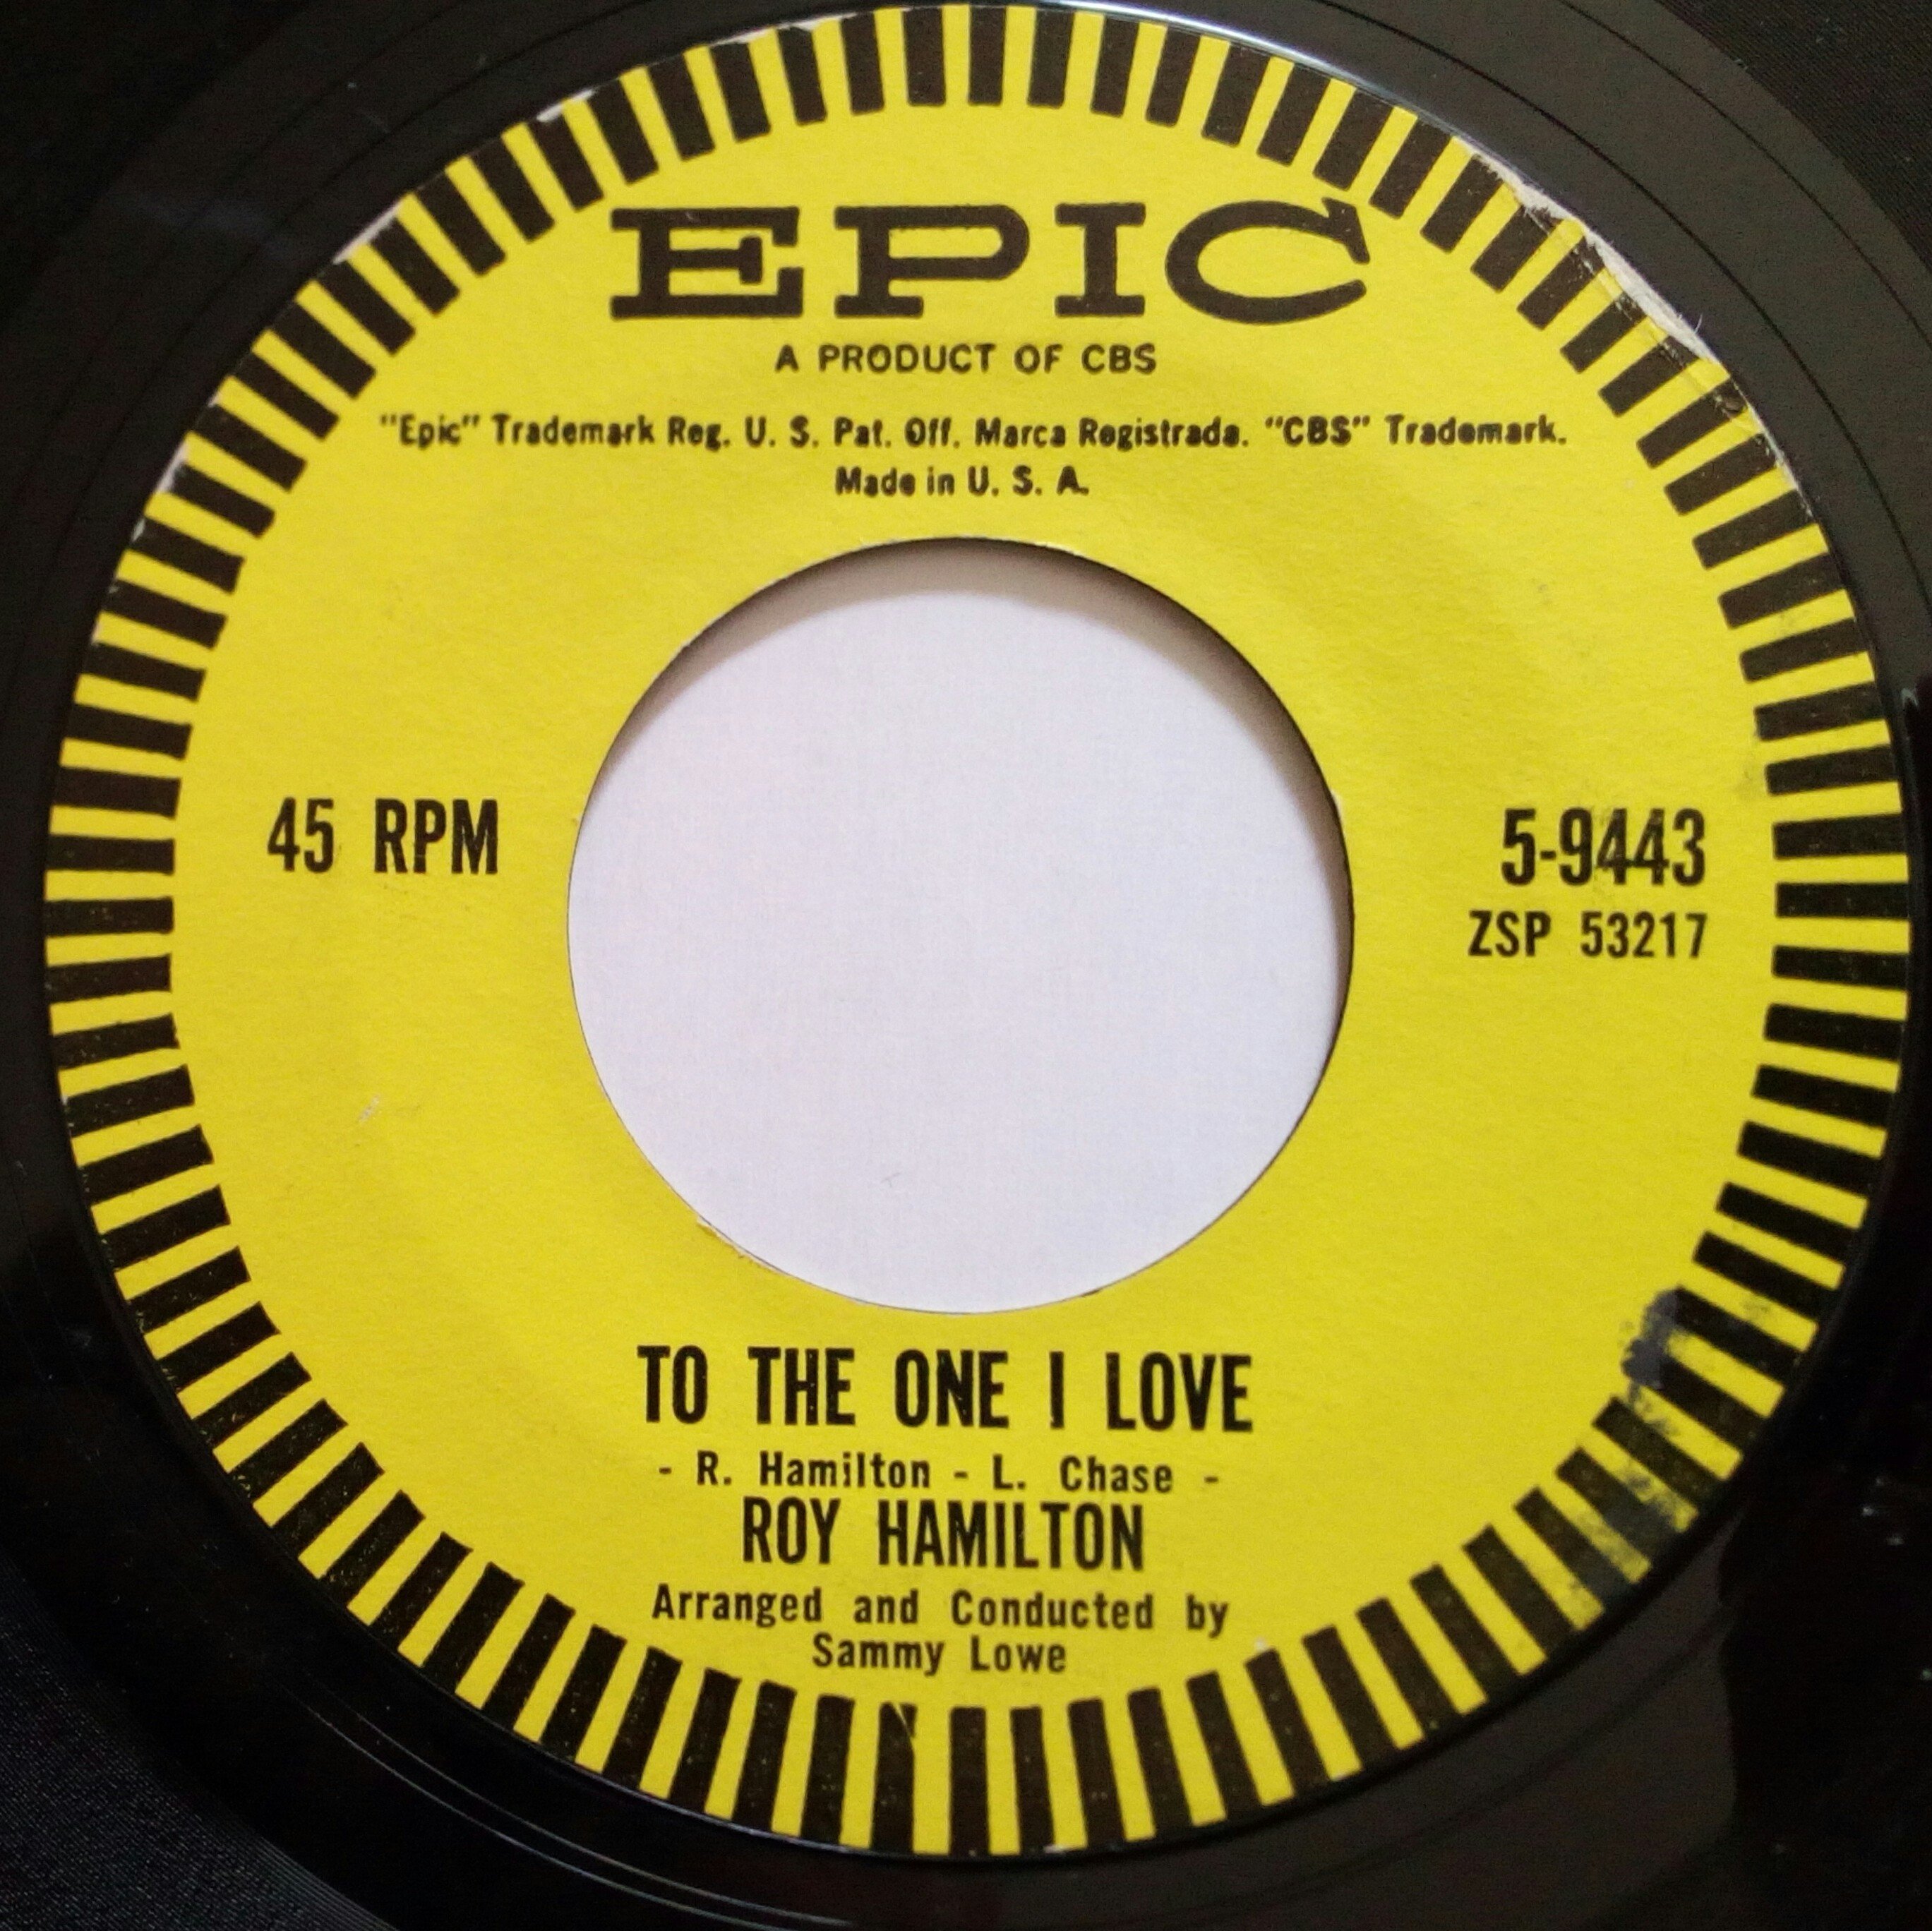 EPIC
A PRODUCT OF CBS
"Epic" Trademark Reg. U. S. Pat. Off. Marca Registrada. "CBS" Trademark.
Made in U. S. A.
45 RPM
5-9443
ZSP 53217
TO THE ONE I LOVE
- R. Hamilton - L. Chase -
ROY HAMILTON
Arranged and Conducted by
Sammy Lowe